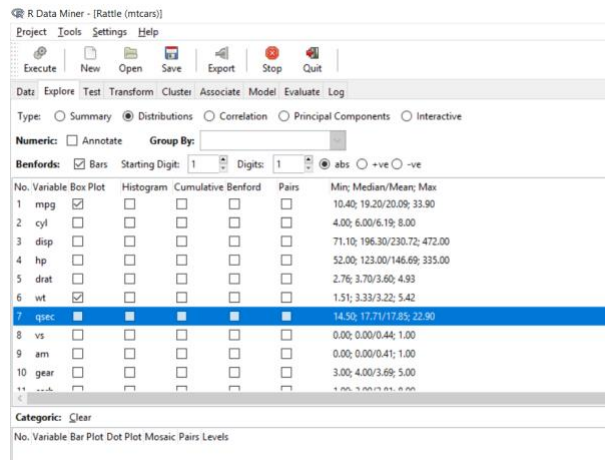 R Data Miner - [Rattle (mtcars)]
Project Tools Settings Help
Execute New Open Save Export Stop Quit
Data Explore Test Transform Cluster Associate Model Evaluate Log
Type: Summary Distributions Correlation Principal Components Interactive
Numeric: Annotate Group By:
Benfords: Bars Starting Digit: 1 Digits: 1 abs +ve -ve
No. Variable Box Plot Histogram Cumulative Benford Pairs Min; Median/Mean; Max
1 mpg 10.40; 19.20/20.09; 33.90
2 cyl 4.00; 6.00/6.19; 8.00
3 disp 71.10; 196.30/230.72; 472.00
4 hp 52.00; 123.00/146.69; 335.00
5 drat 2.76; 3.70/3.60; 4.93
6 wt 1.51; 3.33/3.22; 5.42
7 qsec 14.50; 17.71/17.85; 22.90
8 vs 0.00; 0.00/0.44; 1.00
9 am 0.00; 0.00/0.41; 1.00
10 gear 3.00; 4.00/3.69; 5.00
Categoric: Clear
No. Variable Bar Plot Dot Plot Mosaic Pairs Levels